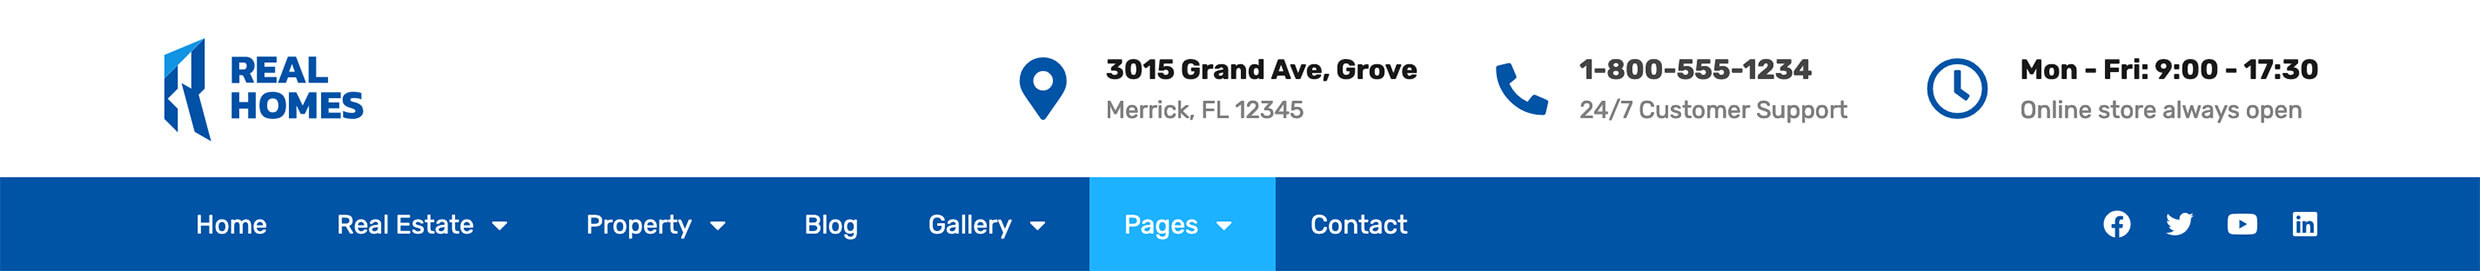 REAL
HOMES
3015 Grand Ave, Grove
Merrick, FL 12345
1-800-555-1234
24/7 Customer Support
Mon - Fri: 9:00 - 17:30
Online store always open
Home Real Estate Property Blog Gallery Pages Contact